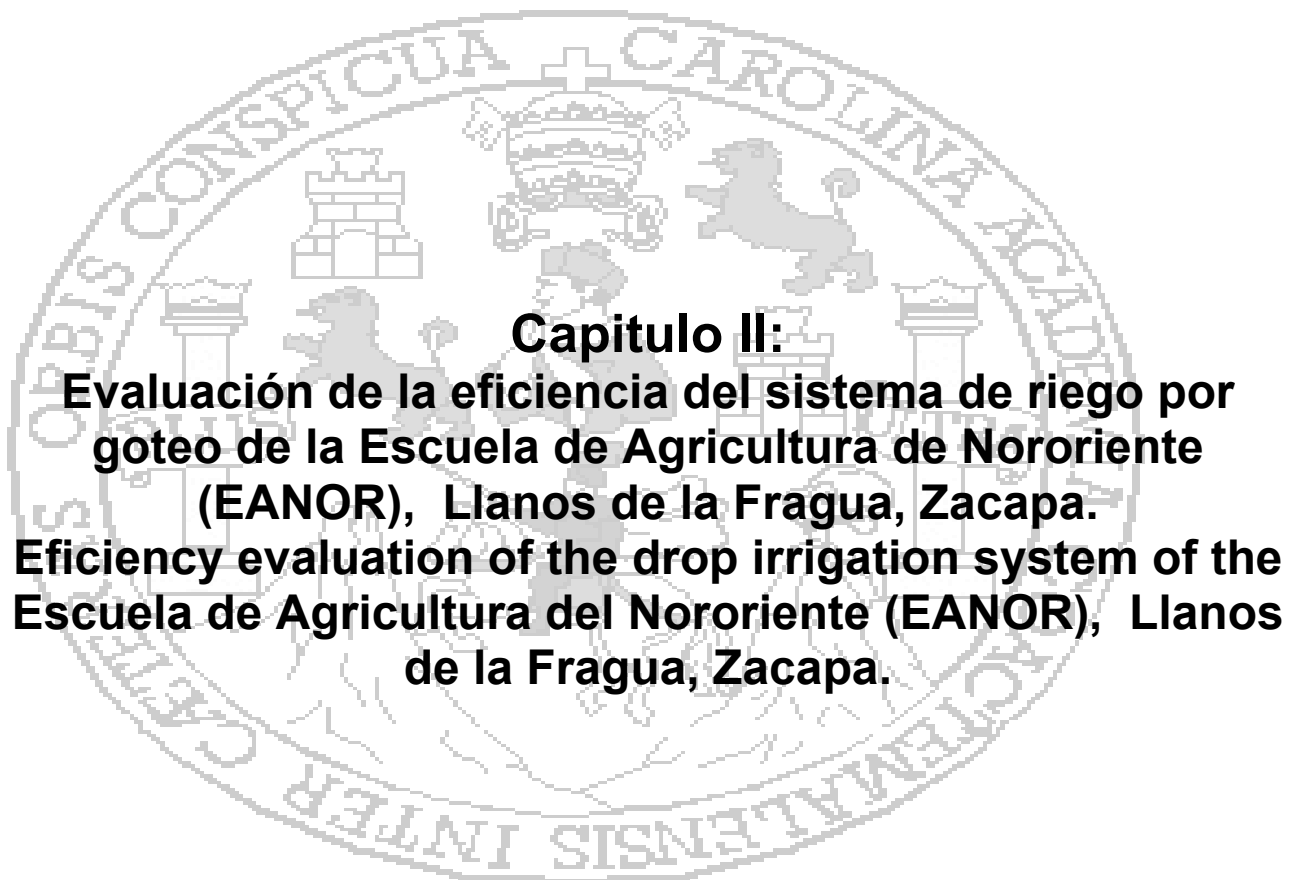 Capitulo II:
Evaluación de la eficiencia del sistema de riego por
goteo de la Escuela de Agricultura de Nororiente
(EANOR), Llanos de la Fragua, Zacapa.
Eficiency evaluation of the drop irrigation system of the
Escuela de Agricultura del Nororiente (EANOR), Llanos
de la Fragua, Zacapa.
ORBIS CONSPICUA CAROLINA
INTER